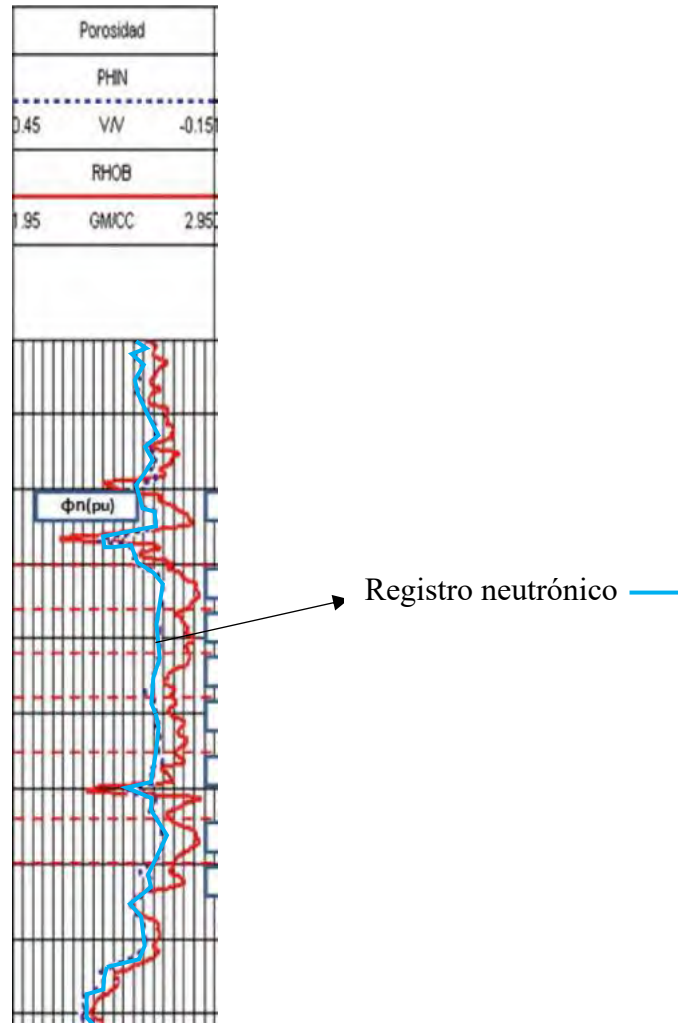 Porosidad
PHIN
0.45 V/V -0.15
RHOB
1.95 GM/CC 2.95
ϕn(pu)
Registro neutrónico